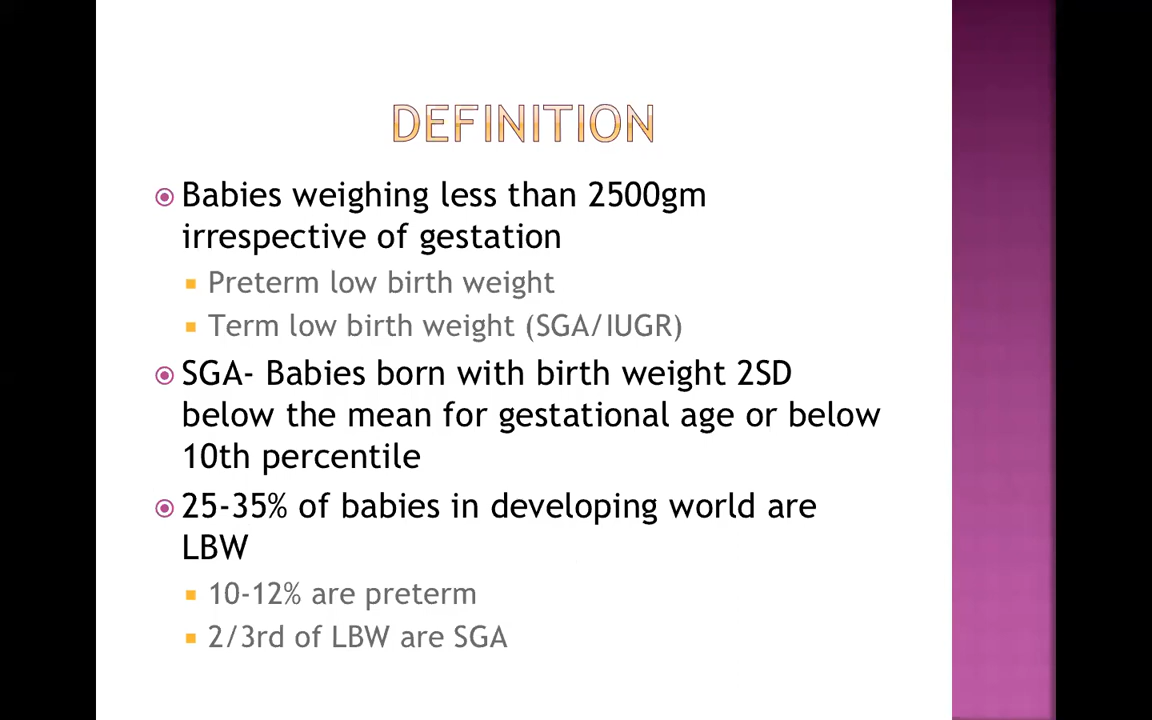 DEFINITION
Babies weighing less than 2500gm
irrespective of gestation
Preterm low birth weight
Term low birth weight (SGA/IUGR)
SGA- Babies born with birth weight 2SD
below the mean for gestational age or below
10th percentile
25-35% of babies in developing world are
LBW
10-12% are preterm
2/3rd of LBW are SGA